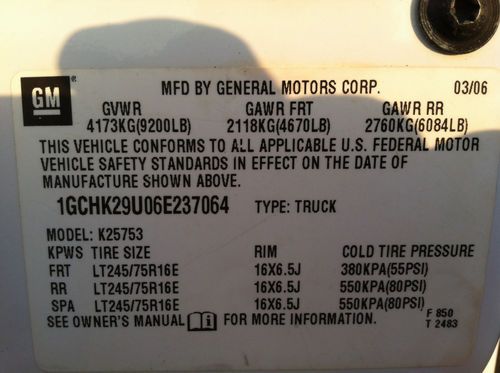 GM
MFD BY GENERAL MOTORS CORP. 03/06
GVWR GAWR FRT GAWR RR
4173KG(9200LB) 2118KG(4670LB) 2760KG(6084LB)
THIS VEHICLE CONFORMS TO ALL APPLICABLE U.S. FEDERAL MOTOR
VEHICLE SAFETY STANDARDS IN EFFECT ON THE DATE OF
MANUFACTURE SHOWN ABOVE.
1GCHK29U06E237064 TYPE: TRUCK
MODEL: K25753
KPWS TIRE SIZE RIM COLD TIRE PRESSURE
FRT LT245/75R16E 16X6.5J 380KPA(55PSI)
RR LT245/75R16E 16X6.5J 550KPA(80PSI)
SPA LT245/75R16E 16X6.5J 550KPA(80PSI)
SEE OWNER'S MANUAL i FOR MORE INFORMATION. F 850
T 2483